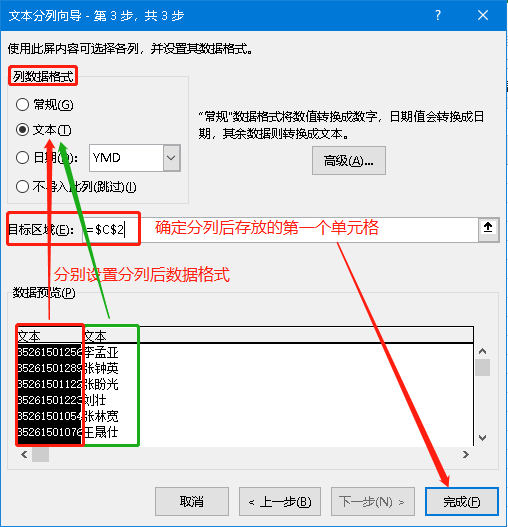 文本分列向导 - 第 3 步，共 3 步
使用此屏内容可选择各列，并设置其数据格式。
列数据格式
常规(G)
文本(T)
日期(D)： YMD
不导入此列(跳过)(I)
“常规”数据格式将数值转换成数字，日期值会转换成日期，其余数据则转换成文本。
高级(A)...
目标区域(E)： =$C$2
确定分列后存放的第一个单元格
分别设置分列后数据格式
数据预览(P)
文本 文本
35261501256 李孟亚
35261501289 张钟英
35261501122 张盼光
35261501223 刘壮
35261501054 张林宽
35261501076 王晟仕
取消
< 上一步(B)
下一步(N) >
完成(F)